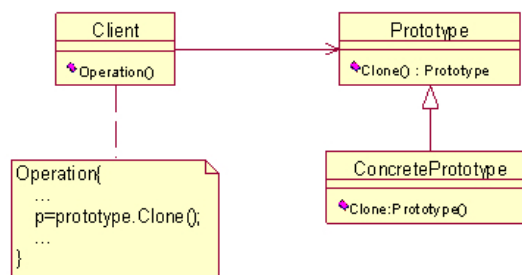 Client
Operation()
Prototype
Clone() : Prototype
ConcretePrototype
Clone:Prototype()
Operation{
...
p=prototype.Clone();
...
}